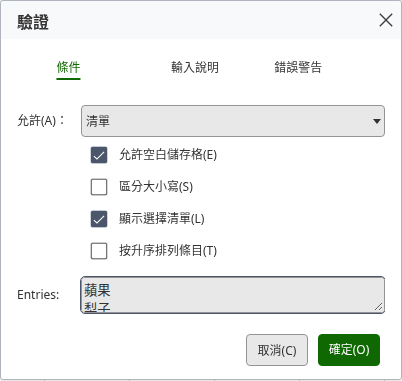 驗證
條件 輸入說明 錯誤警告
允許(A)： 清單
允許空白儲存格(E)
區分大小寫(S)
顯示選擇清單(L)
按升序排列條目(T)
Entries: 蘋果
梨子
取消(C) 確定(O)